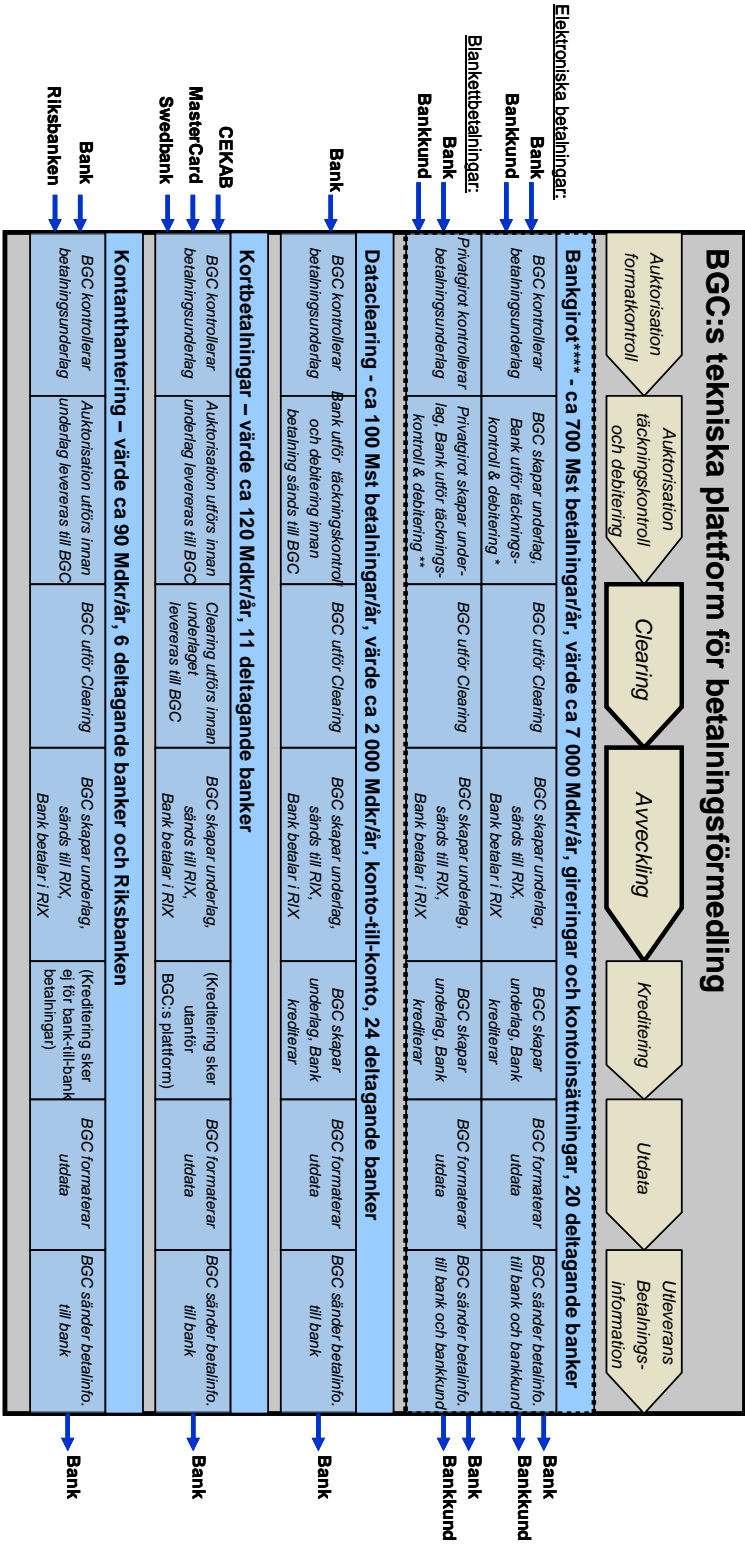 BGC:s tekniska plattform för betalningsförmedling
Auktorisation
formatkontroll
Auktorisation
täckningskontroll
och debitering
Clearing
Avveckling
Kreditering
Utdata
Utleverans
Betalnings-
information
Elektroniska betalningar:
Bank
Bankkund
Blankettbetalningar:
Bank
Bankkund
Bankgirot**** - ca 700 Mst betalningar/år, värde ca 7 000 Mdkr/år, gireringar och kontoinsättningar, 20 deltagande banker
BGC kontrollerar
betalningsunderlag
BGC skapar underlag,
Bank utför täcknings-
kontroll & debitering *
BGC utför Clearing
BGC skapar underlag,
sänds till RIX,
Bank betalar i RIX
BGC skapar
underlag, Bank
krediterar
BGC formaterar
utdata
BGC sänder betalinfo.
till bank och bankkund
Bank
Bankkund
Privatgirot kontrollerar
betalningsunderlag
Privatgirot skapar under-
lag, Bank utför täcknings-
kontroll & debitering **
BGC utför Clearing
BGC skapar underlag,
sänds till RIX,
Bank betalar i RIX
BGC skapar
underlag, Bank
krediterar
BGC formaterar
utdata
BGC sänder betalinfo.
till bank och bankkund
Bank
Bankkund
Dataclearing - ca 100 Mst betalningar/år, värde ca 2 000 Mdkr/år, konto-till-konto, 24 deltagande banker
Bank
BGC kontrollerar
betalningsunderlag
Bank utför täckningskontroll
och debitering innan
betalning sänds till BGC
BGC utför Clearing
BGC skapar underlag,
sänds till RIX,
Bank betalar i RIX
BGC skapar
underlag, Bank
krediterar
BGC formaterar
utdata
BGC sänder betalinfo.
till bank
Bank
Kortbetalningar – värde ca 120 Mdkr/år, 11 deltagande banker
CEKAB
MasterCard
Swedbank
BGC kontrollerar
betalningsunderlag
Auktorisation utförs innan
underlag levereras till BGC
Clearing utförs innan
underlaget
levereras till BGC
BGC skapar underlag,
sänds till RIX,
Bank betalar i RIX
(Kreditering sker
utanför
BGC:s plattform)
BGC formaterar
utdata
BGC sänder betalinfo.
till bank
Bank
Kontanthantering – värde ca 90 Mdkr/år, 6 deltagande banker och Riksbanken
Bank
Riksbanken
BGC kontrollerar
betalningsunderlag
Auktorisation utförs innan
underlag levereras till BGC
BGC utför Clearing
BGC skapar underlag,
sänds till RIX,
Bank betalar i RIX
(Kreditering sker
ej för bank-till-bank
betalningar)
BGC formaterar
utdata
BGC sänder betalinfo.
till bank
Bank